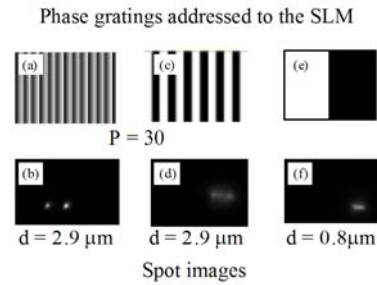 Phase gratings addressed to the SLM
(a) (c) (e)
P = 30
(b) (d) (f)
d = 2.9 μm d = 2.9 μm d = 0.8μm
Spot images